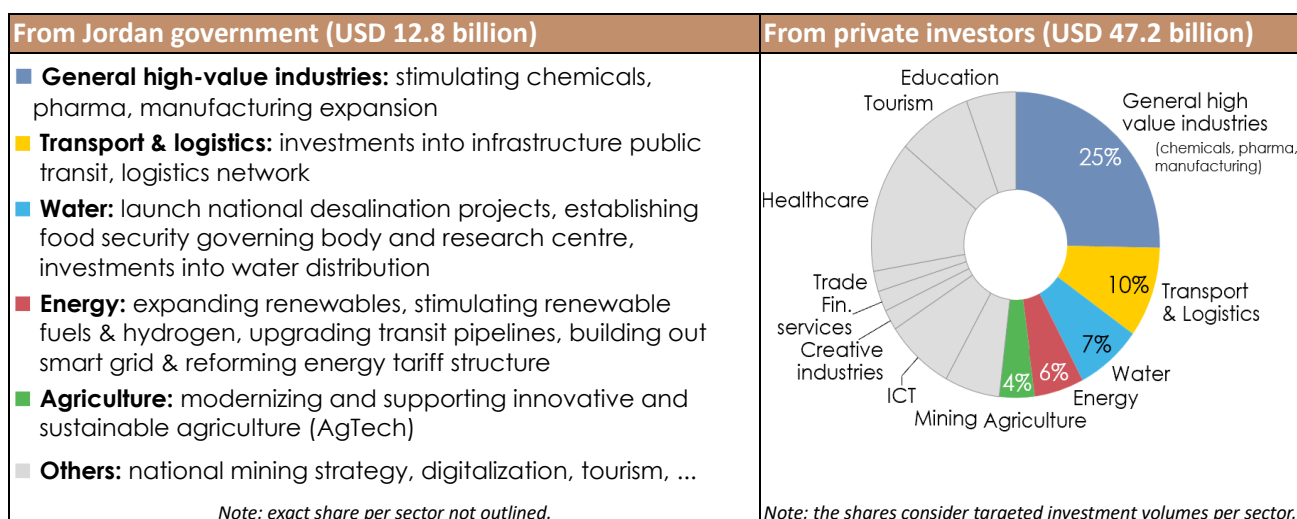 From Jordan government (USD 12.8 billion)
General high-value industries: stimulating chemicals,
pharma, manufacturing expansion
Transport & logistics: investments into infrastructure public
transit, logistics network
Water: launch national desalination projects, establishing
food security governing body and research centre,
investments into water distribution
Energy: expanding renewables, stimulating renewable
fuels & hydrogen, upgrading transit pipelines, building out
smart grid & reforming energy tariff structure
Agriculture: modernizing and supporting innovative and
sustainable agriculture (AgTech)
Others: national mining strategy, digitalization, tourism, ...
Note: exact share per sector not outlined.
From private investors (USD 47.2 billion)
Education
Tourism
Healthcare
Trade
Fin.
services
Creative
industries
ICT
Mining
Agriculture
Energy
Water
Transport
& Logistics
General high
value industries
(chemicals, pharma,
manufacturing)
25%
10%
7%
6%
4%
Note: the shares consider targeted investment volumes per sector.